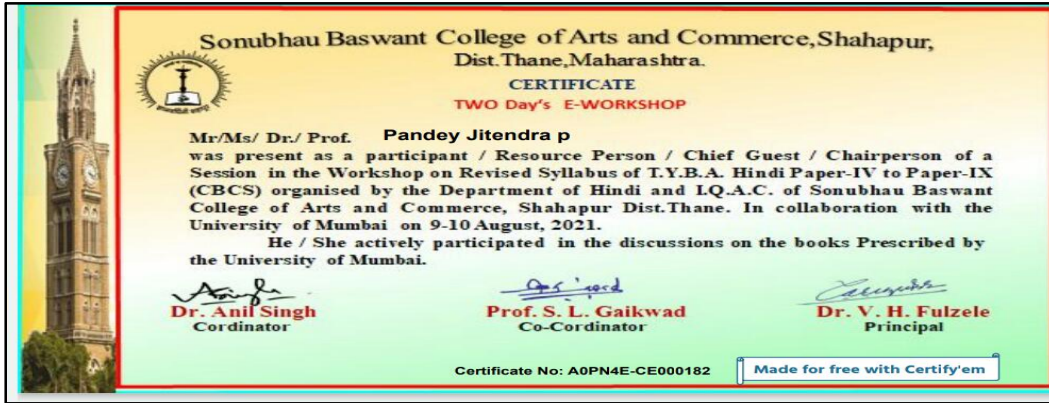 Sonubhau Baswant College of Arts and Commerce,Shahapur,
Dist.Thane,Maharashtra.
CERTIFICATE
TWO Day's E-WORKSHOP
Mr/Ms/ Dr./ Prof. Pandey Jitendra p
was present as a participant / Resource Person / Chief Guest / Chairperson of a
Session in the Workshop on Revised Syllabus of T.Y.B.A. Hindi Paper-IV to Paper-IX
(CBCS) organised by the Department of Hindi and I.Q.A.C. of Sonubhau Baswant
College of Arts and Commerce, Shahapur Dist.Thane. In collaboration with the
University of Mumbai on 9-10 August, 2021.
He / She actively participated in the discussions on the books Prescribed by
the University of Mumbai.
Dr. Anil Singh Prof. S. L. Gaikwad Dr. V. H. Fulzele
Cordinator Co-Cordinator Principal
Certificate No: A0PN4E-CE000182 Made for free with Certify'em